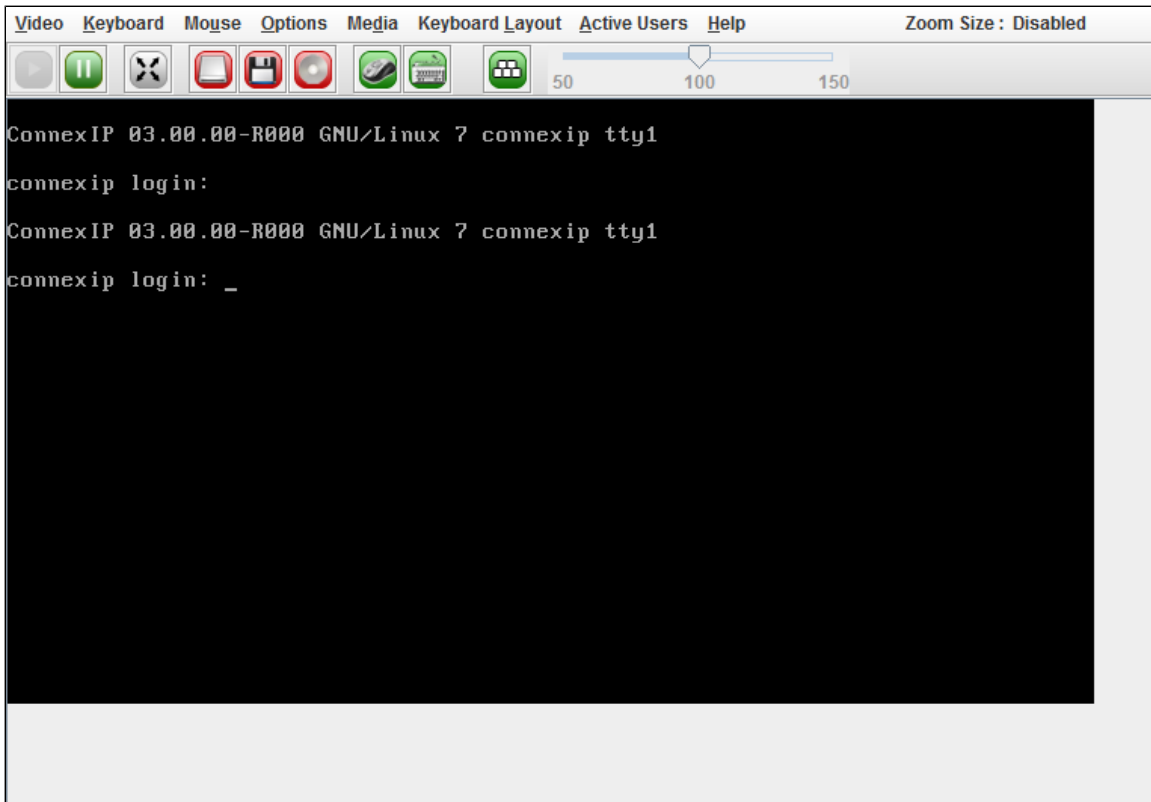 Video Keyboard Mouse Options Media Keyboard Layout Active Users Help Zoom Size : Disabled
50 100 150
ConnexIP 03.00.00-R000 GNU/Linux 7 connexip tty1
connexip login:
ConnexIP 03.00.00-R000 GNU/Linux 7 connexip tty1
connexip login: _